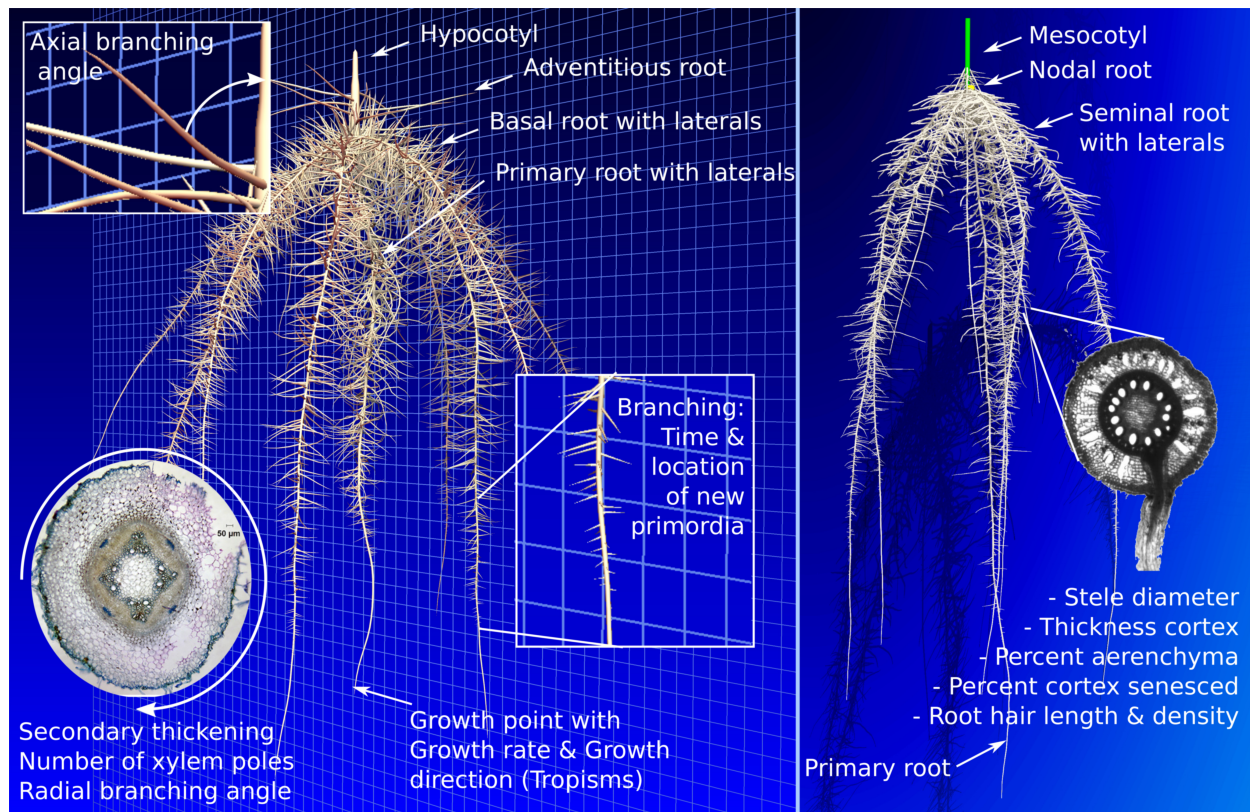 Axial branching
angle
Hypocotyl
Adventitious root
Basal root with laterals
Primary root with laterals
Branching:
Time &
location
of new
primordia
50 µm
Secondary thickening
Number of xylem poles
Radial branching angle
Growth point with
Growth rate & Growth
direction (Tropisms)
Mesocotyl
Nodal root
Seminal root
with laterals
- Stele diameter
- Thickness cortex
- Percent aerenchyma
- Percent cortex senesced
- Root hair length & density
Primary root